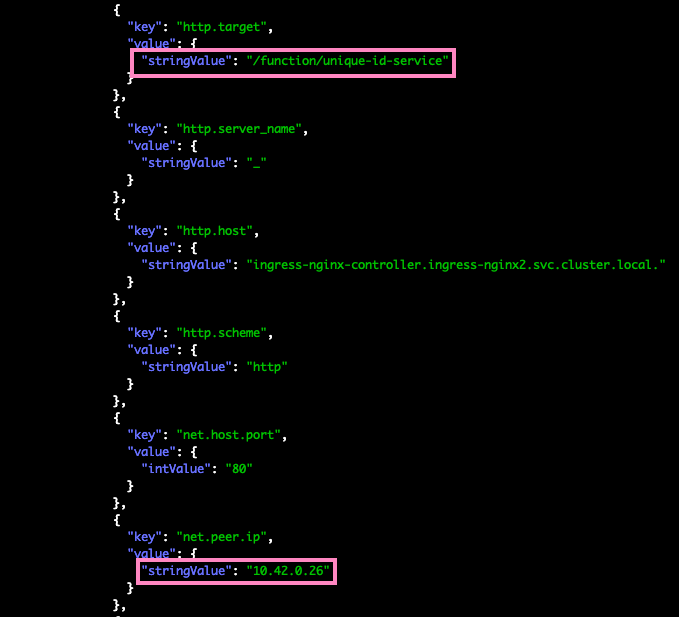 {
"key": "http.target",
"value": {
"stringValue": "/function/unique-id-service"
}
},
{
"key": "http.server_name",
"value": {
"stringValue": "_"
}
},
{
"key": "http.host",
"value": {
"stringValue": "ingress-nginx-controller.ingress-nginx2.svc.cluster.local."
}
},
{
"key": "http.scheme",
"value": {
"stringValue": "http"
}
},
{
"key": "net.host.port",
"value": {
"intValue": "80"
}
},
{
"key": "net.peer.ip",
"value": {
"stringValue": "10.42.0.26"
}
},